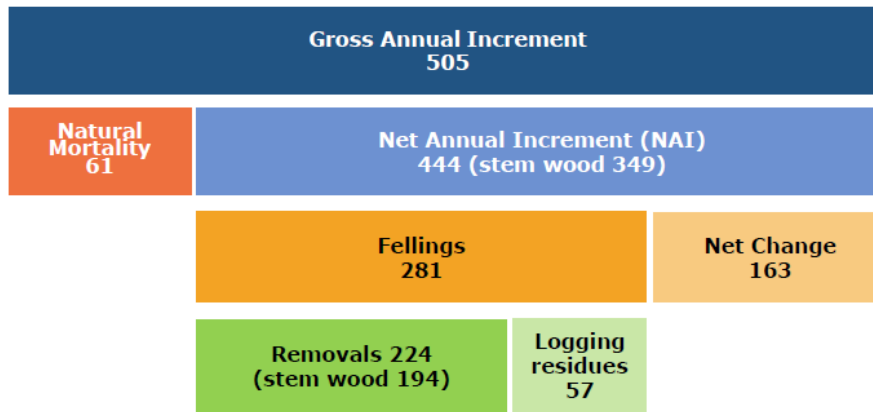 Gross Annual Increment
505
Natural
Mortality
61
Net Annual Increment (NAI)
444 (stem wood 349)
Fellings
281
Net Change
163
Removals 224
(stem wood 194)
Logging
residues
57